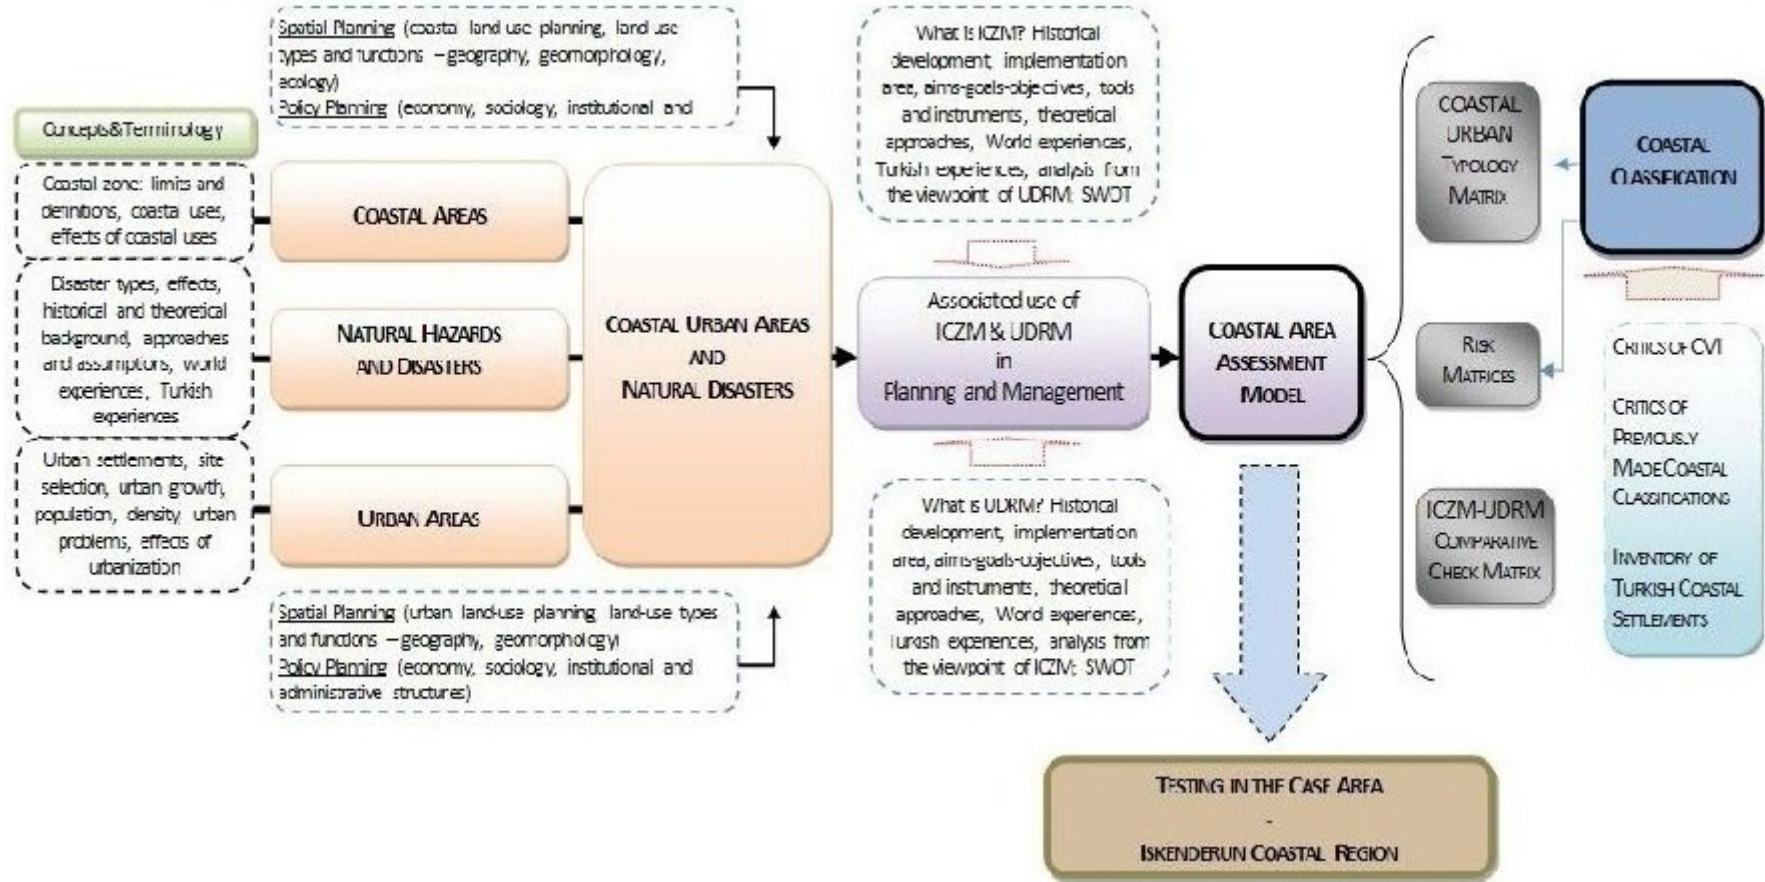 Spatial Planning (coastal land use planning, land use
types and functions – geography, geomorphology,
ecology)
Policy Planning (economy, sociology, institutional and
Concepts&Terminology
Coastal zone: limits and
definitions, coastal uses,
effects of coastal uses
Disaster types, effects,
historical and theoretical
background, approaches
and assumptions, world
experiences, Turkish
experiences
Urban settlements, site
selection, urban growth,
population, density, urban
problems, effects of
urbanization
COASTAL AREAS
NATURAL HAZARDS
AND DISASTERS
URBAN AREAS
Spatial Planning (urban land-use planning, land-use types
and functions – geography, geomorphology)
Policy Planning (economy, sociology, institutional and
administrative structures)
COASTAL URBAN AREAS
AND
NATURAL DISASTERS
What is ICZM? Historical
development, implementation
area, aims-goals-objectives, tools
and instruments, theoretical
approaches, World experiences,
Turkish experiences, analysis from
the viewpoint of UDRM; SWOT
Associated use of
ICZM & UDRM
in
Planning and Management
What is UDRM? Historical
development, implementation
area, aims-goals-objectives, tools
and instruments, theoretical
approaches, World experiences,
Turkish experiences, analysis from
the viewpoint of ICZM; SWOT
COASTAL AREA
ASSESSMENT
MODEL
COASTAL
URBAN
TYPOLOGY
MATRIX
RISK
MATRICES
ICZM-UDRM
COMPARATIVE
CHECK MATRIX
COASTAL
CLASSIFICATION
CRITICS OF CVI
CRITICS OF
PREVIOUSLY
MADE COASTAL
CLASSIFICATIONS
INVENTORY OF
TURKISH COASTAL
SETTLEMENTS
TESTING IN THE CASE AREA
-
ISKENDERUN COASTAL REGION